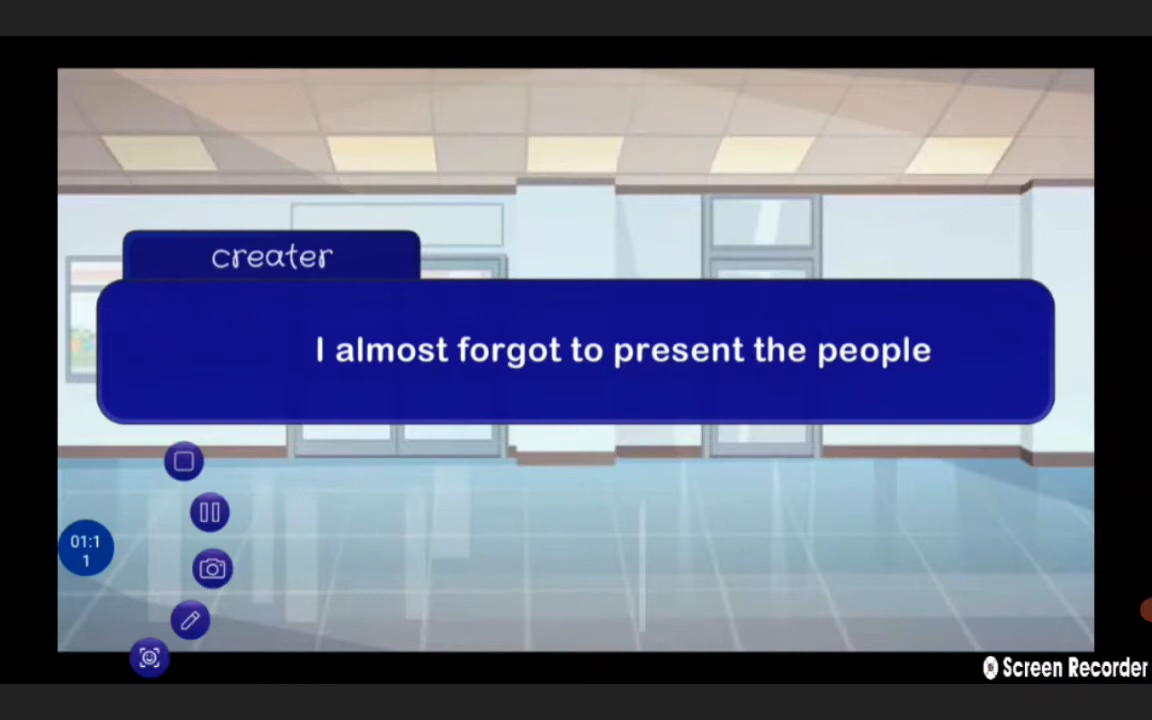 creater
I almost forgot to present the people
01:1
1
Screen Recorder